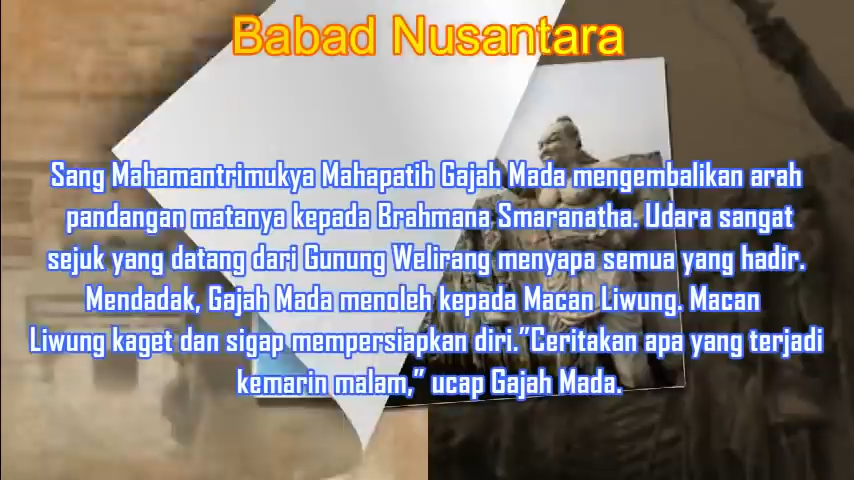 Babad Nusantara
Sang Mahamantrimukya Mahapatih Gajah Mada mengembalikan arah
pandangan matanya kepada Brahmana Smaranatha. Udara sangat
sejuk yang datang dari Gunung Welirang menyapa semua yang hadir.
Mendadak, Gajah Mada menoleh kepada Macan Liwung. Macan
Liwung kaget dan sigap mempersiapkan diri.”Ceritakan apa yang terjadi
kemarin malam,” ucap Gajah Mada.